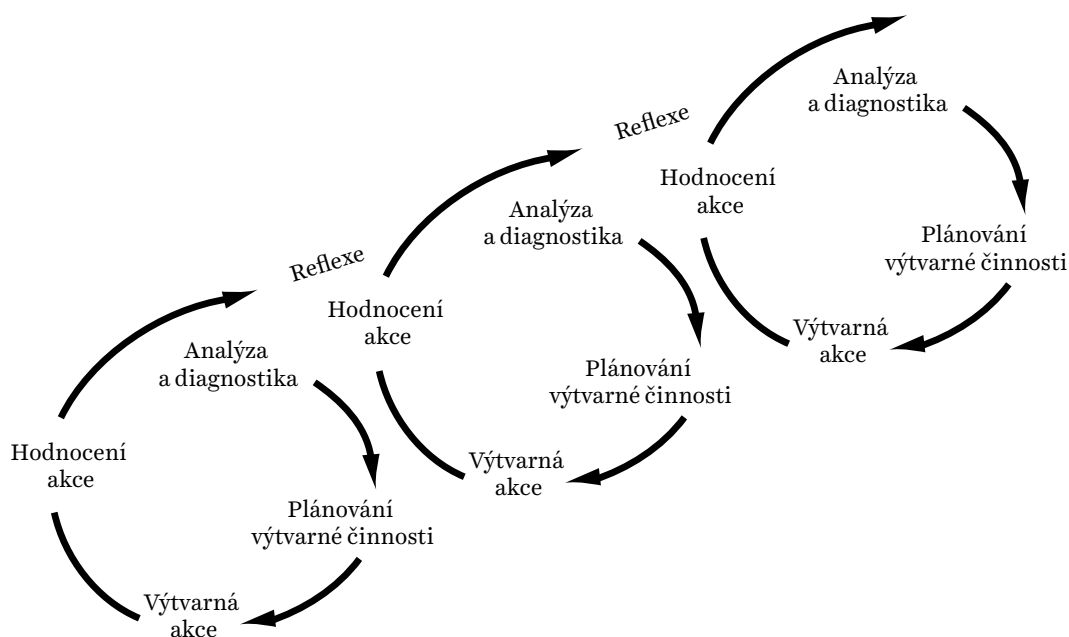 Analýza
a diagnostika
Reflexe
Hodnocení
akce
Plánování
výtvarné činnosti
Výtvarná
akce
Analýza
a diagnostika
Reflexe
Hodnocení
akce
Plánování
výtvarné činnosti
Výtvarná
akce
Analýza
a diagnostika
Hodnocení
akce
Plánování
výtvarné činnosti
Výtvarná
akce